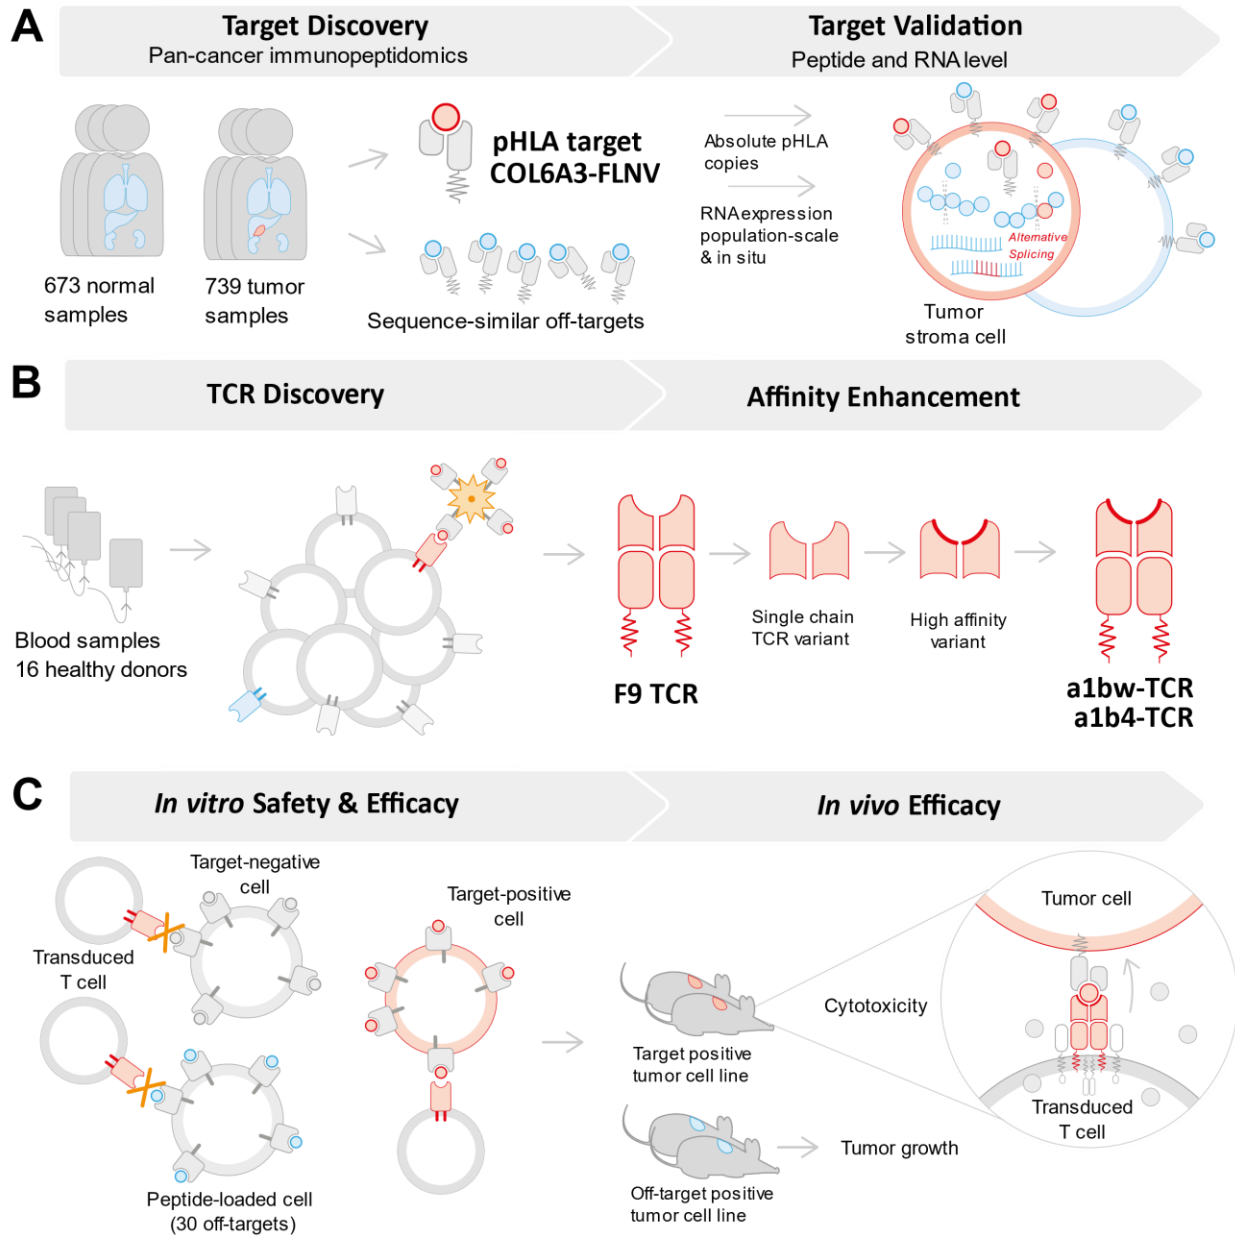 A
Target Discovery
Pan-cancer immunopeptidomics
Target Validation
Peptide and RNA level
673 normal
samples
739 tumor
samples
pHLA target
COL6A3-FLNV
Sequence-similar off-targets
Absolute pHLA
copies
RNA expression
population-scale
& in situ
Alternative
Splicing
Tumor
stroma cell
B
TCR Discovery
Affinity Enhancement
Blood samples
16 healthy donors
F9 TCR
Single chain
TCR variant
High affinity
variant
a1bw-TCR
a1b4-TCR
C
In vitro Safety & Efficacy
In vivo Efficacy
Target-negative
cell
Transduced
T cell
Peptide-loaded cell
(30 off-targets)
Target-positive
cell
Target positive
tumor cell line
Off-target positive
tumor cell line
Cytotoxicity
Tumor growth
Tumor cell
Transduced
T cell